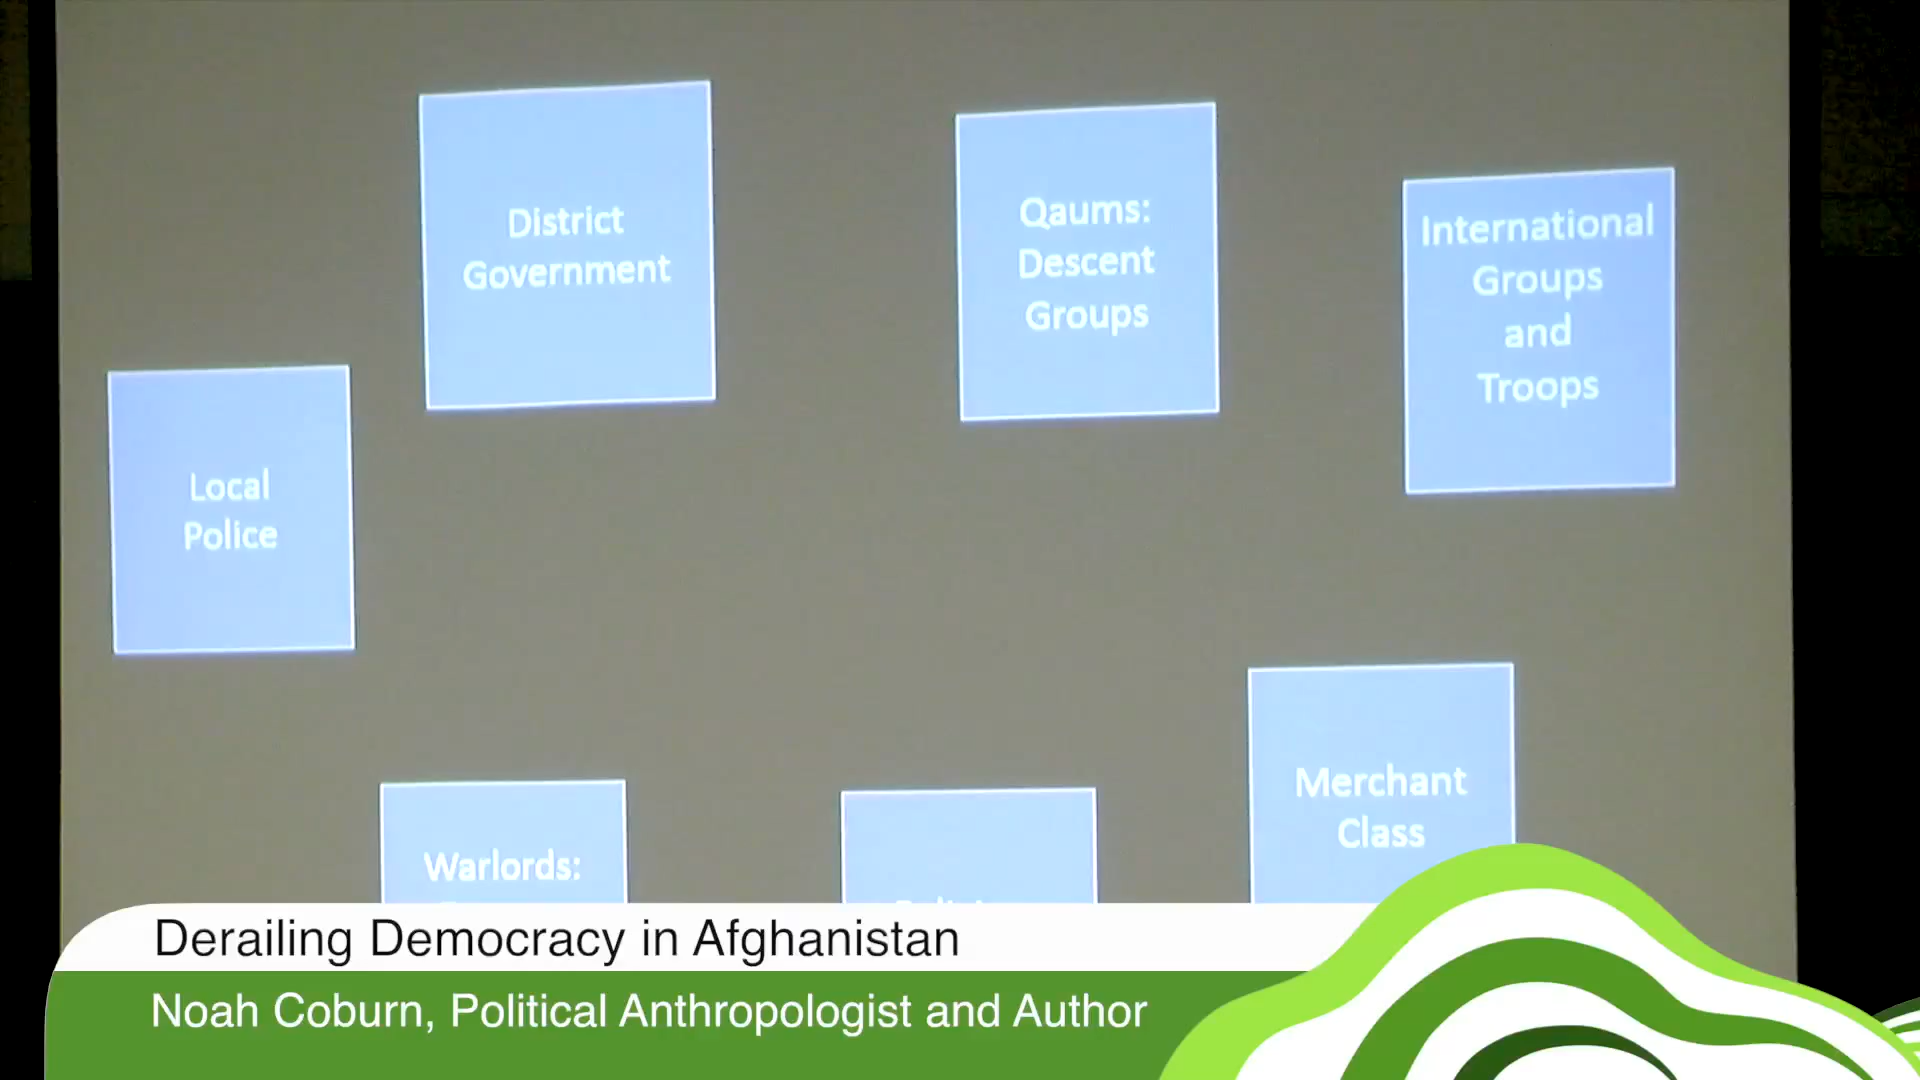 District
Government
Qaums:
Descent
Groups
International
Groups
and
Troops
Local
Police
Merchant
Class
Warlords:
Derailing Democracy in Afghanistan
Noah Coburn, Political Anthropologist and Author